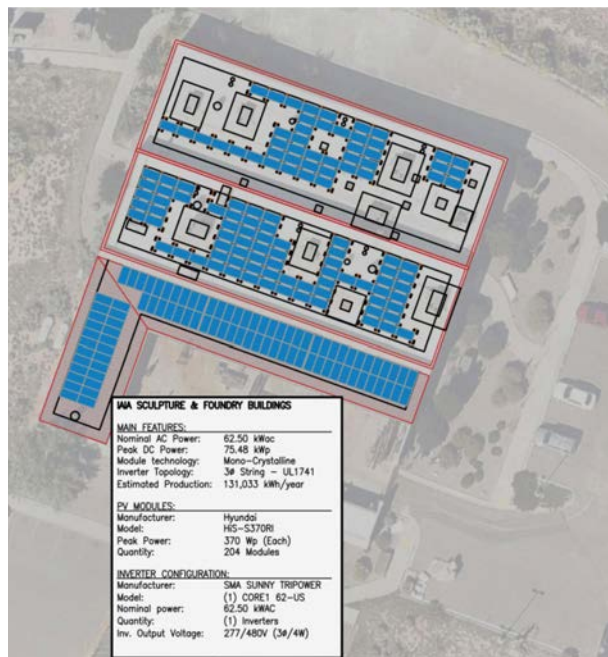 IAIA SCULPTURE & FOUNDRY BUILDINGS
MAIN FEATURES:
Nominal AC Power: 62.50 kWac
Peak DC Power: 75.48 kWp
Module technology: Mono-Crystalline
Inverter Topology: 3ø String - UL1741
Estimated Production: 131,033 kWh/year
PV MODULES:
Manufacturer: Hyundai
Model: HiS-S370RI
Peak Power: 370 Wp (Each)
Quantity: 204 Modules
INVERTER CONFIGURATION:
Manufacturer: SMA SUNNY TRIPOWER
Model: (1) CORE1 62-US
Nominal power: 62.50 kWAC
Quantity: (1) Inverters
Inv. Output Voltage: 277/480V (3ø/4W)